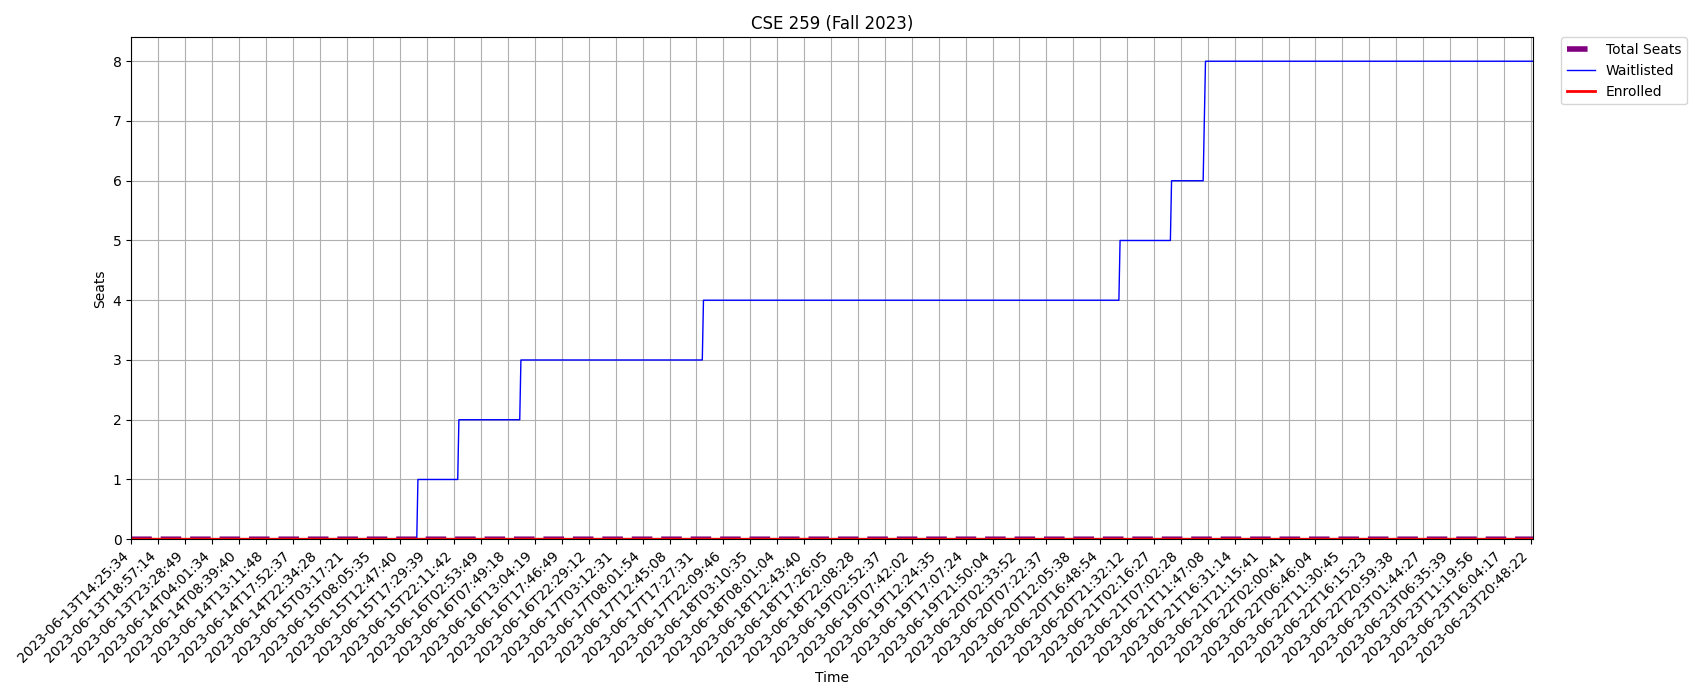 CSE 259 (Fall 2023)
Total Seats
Waitlisted
Enrolled
8
7
6
5
4
3
2
1
0
Seats
2023-06-13T14:25:34
2023-06-13T18:57:14
2023-06-13T23:28:49
2023-06-14T04:01:34
2023-06-14T08:39:40
2023-06-14T13:11:48
2023-06-14T17:52:37
2023-06-14T22:34:28
2023-06-15T03:17:21
2023-06-15T08:05:35
2023-06-15T12:47:40
2023-06-15T17:29:39
2023-06-15T22:11:42
2023-06-16T02:53:49
2023-06-16T07:49:18
2023-06-16T13:04:19
2023-06-16T17:46:49
2023-06-16T22:29:12
2023-06-17T03:12:31
2023-06-17T08:01:54
2023-06-17T12:45:08
2023-06-17T17:27:31
2023-06-17T22:09:46
2023-06-18T03:10:35
2023-06-18T08:01:04
2023-06-18T12:43:40
2023-06-18T17:26:05
2023-06-18T22:08:28
2023-06-19T02:52:37
2023-06-19T07:42:02
2023-06-19T12:24:35
2023-06-19T17:07:24
2023-06-19T21:50:04
2023-06-20T02:33:52
2023-06-20T07:22:37
2023-06-20T12:05:38
2023-06-20T16:48:54
2023-06-20T21:32:12
2023-06-21T02:16:27
2023-06-21T07:02:28
2023-06-21T11:47:08
2023-06-21T16:31:14
2023-06-21T21:15:41
2023-06-22T02:00:41
2023-06-22T06:46:04
2023-06-22T11:30:45
2023-06-22T16:15:23
2023-06-22T20:59:38
2023-06-23T01:44:27
2023-06-23T06:35:39
2023-06-23T11:19:56
2023-06-23T16:04:17
2023-06-23T20:48:22
Time